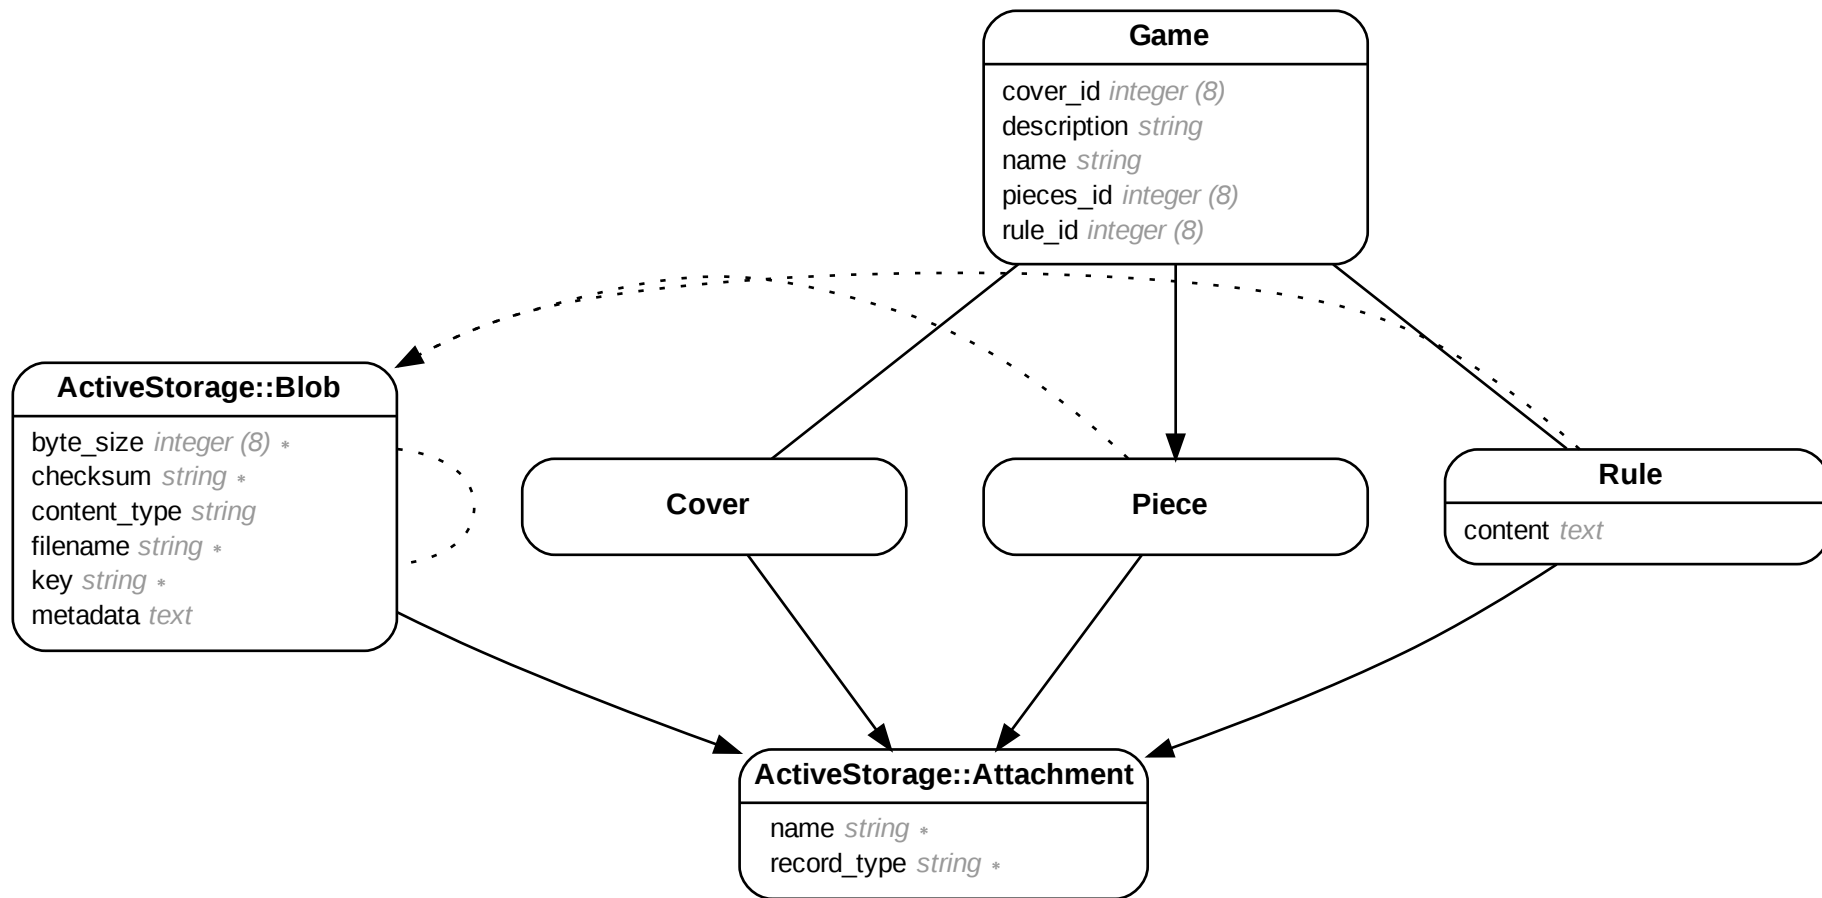 Game
cover_id integer (8)
description string
name string
pieces_id integer (8)
rule_id integer (8)
ActiveStorage::Blob
byte_size integer (8) *
checksum string *
content_type string
filename string *
key string *
metadata text
Cover
Piece
Rule
content text
ActiveStorage::Attachment
name string *
record_type string *